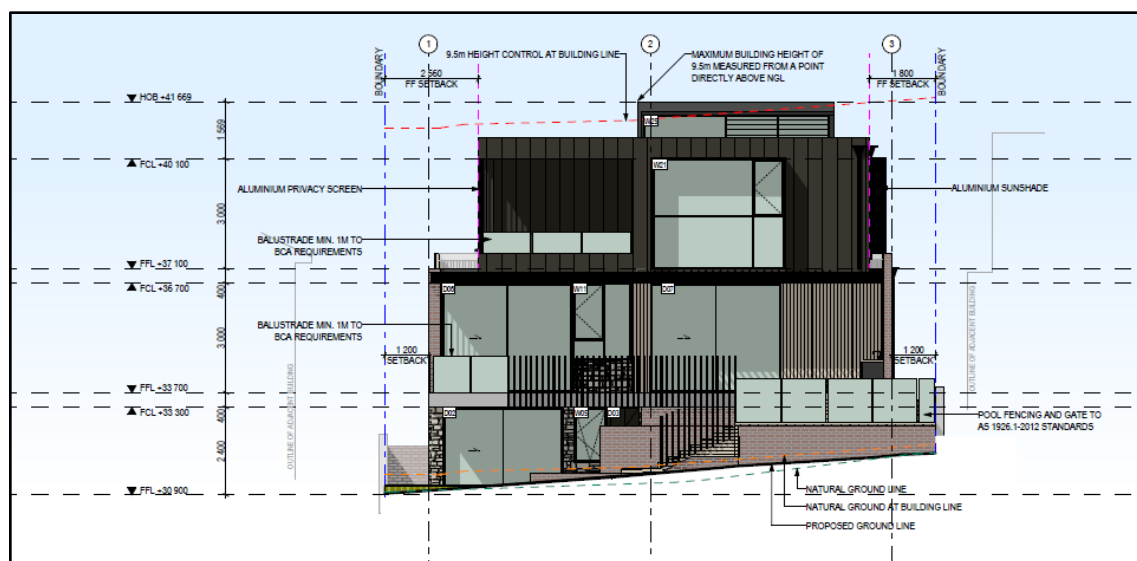 1
2
3
BOUNDARY
9.5m HEIGHT CONTROL AT BUILDING LINE
MAXIMUM BUILDING HEIGHT OF
9.5m MEASURED FROM A POINT
DIRECTLY ABOVE NGL
BOUNDARY
2 560
FF SETBACK
1 800
FF SETBACK
HOB +41 669
1 569
FCL +40 100
W21
ALUMINIUM PRIVACY SCREEN
ALUMINIUM SUNSHADE
3 000
BALUSTRADE MIN. 1M TO
BCA REQUIREMENTS
FFL +37 100
400
FCL +36 700
D05
W11
D07
3 000
BALUSTRADE MIN. 1M TO
BCA REQUIREMENTS
1 200
SETBACK
1 200
SETBACK
OUTLINE OF ADJACENT BUILDING
OUTLINE OF ADJACENT BUILDING
FFL +33 700
400
FCL +33 300
D02
W05
D03
POOL FENCING AND GATE TO
AS 1926.1-2012 STANDARDS
2 400
FFL +30 900
NATURAL GROUND LINE
NATURAL GROUND AT BUILDING LINE
PROPOSED GROUND LINE